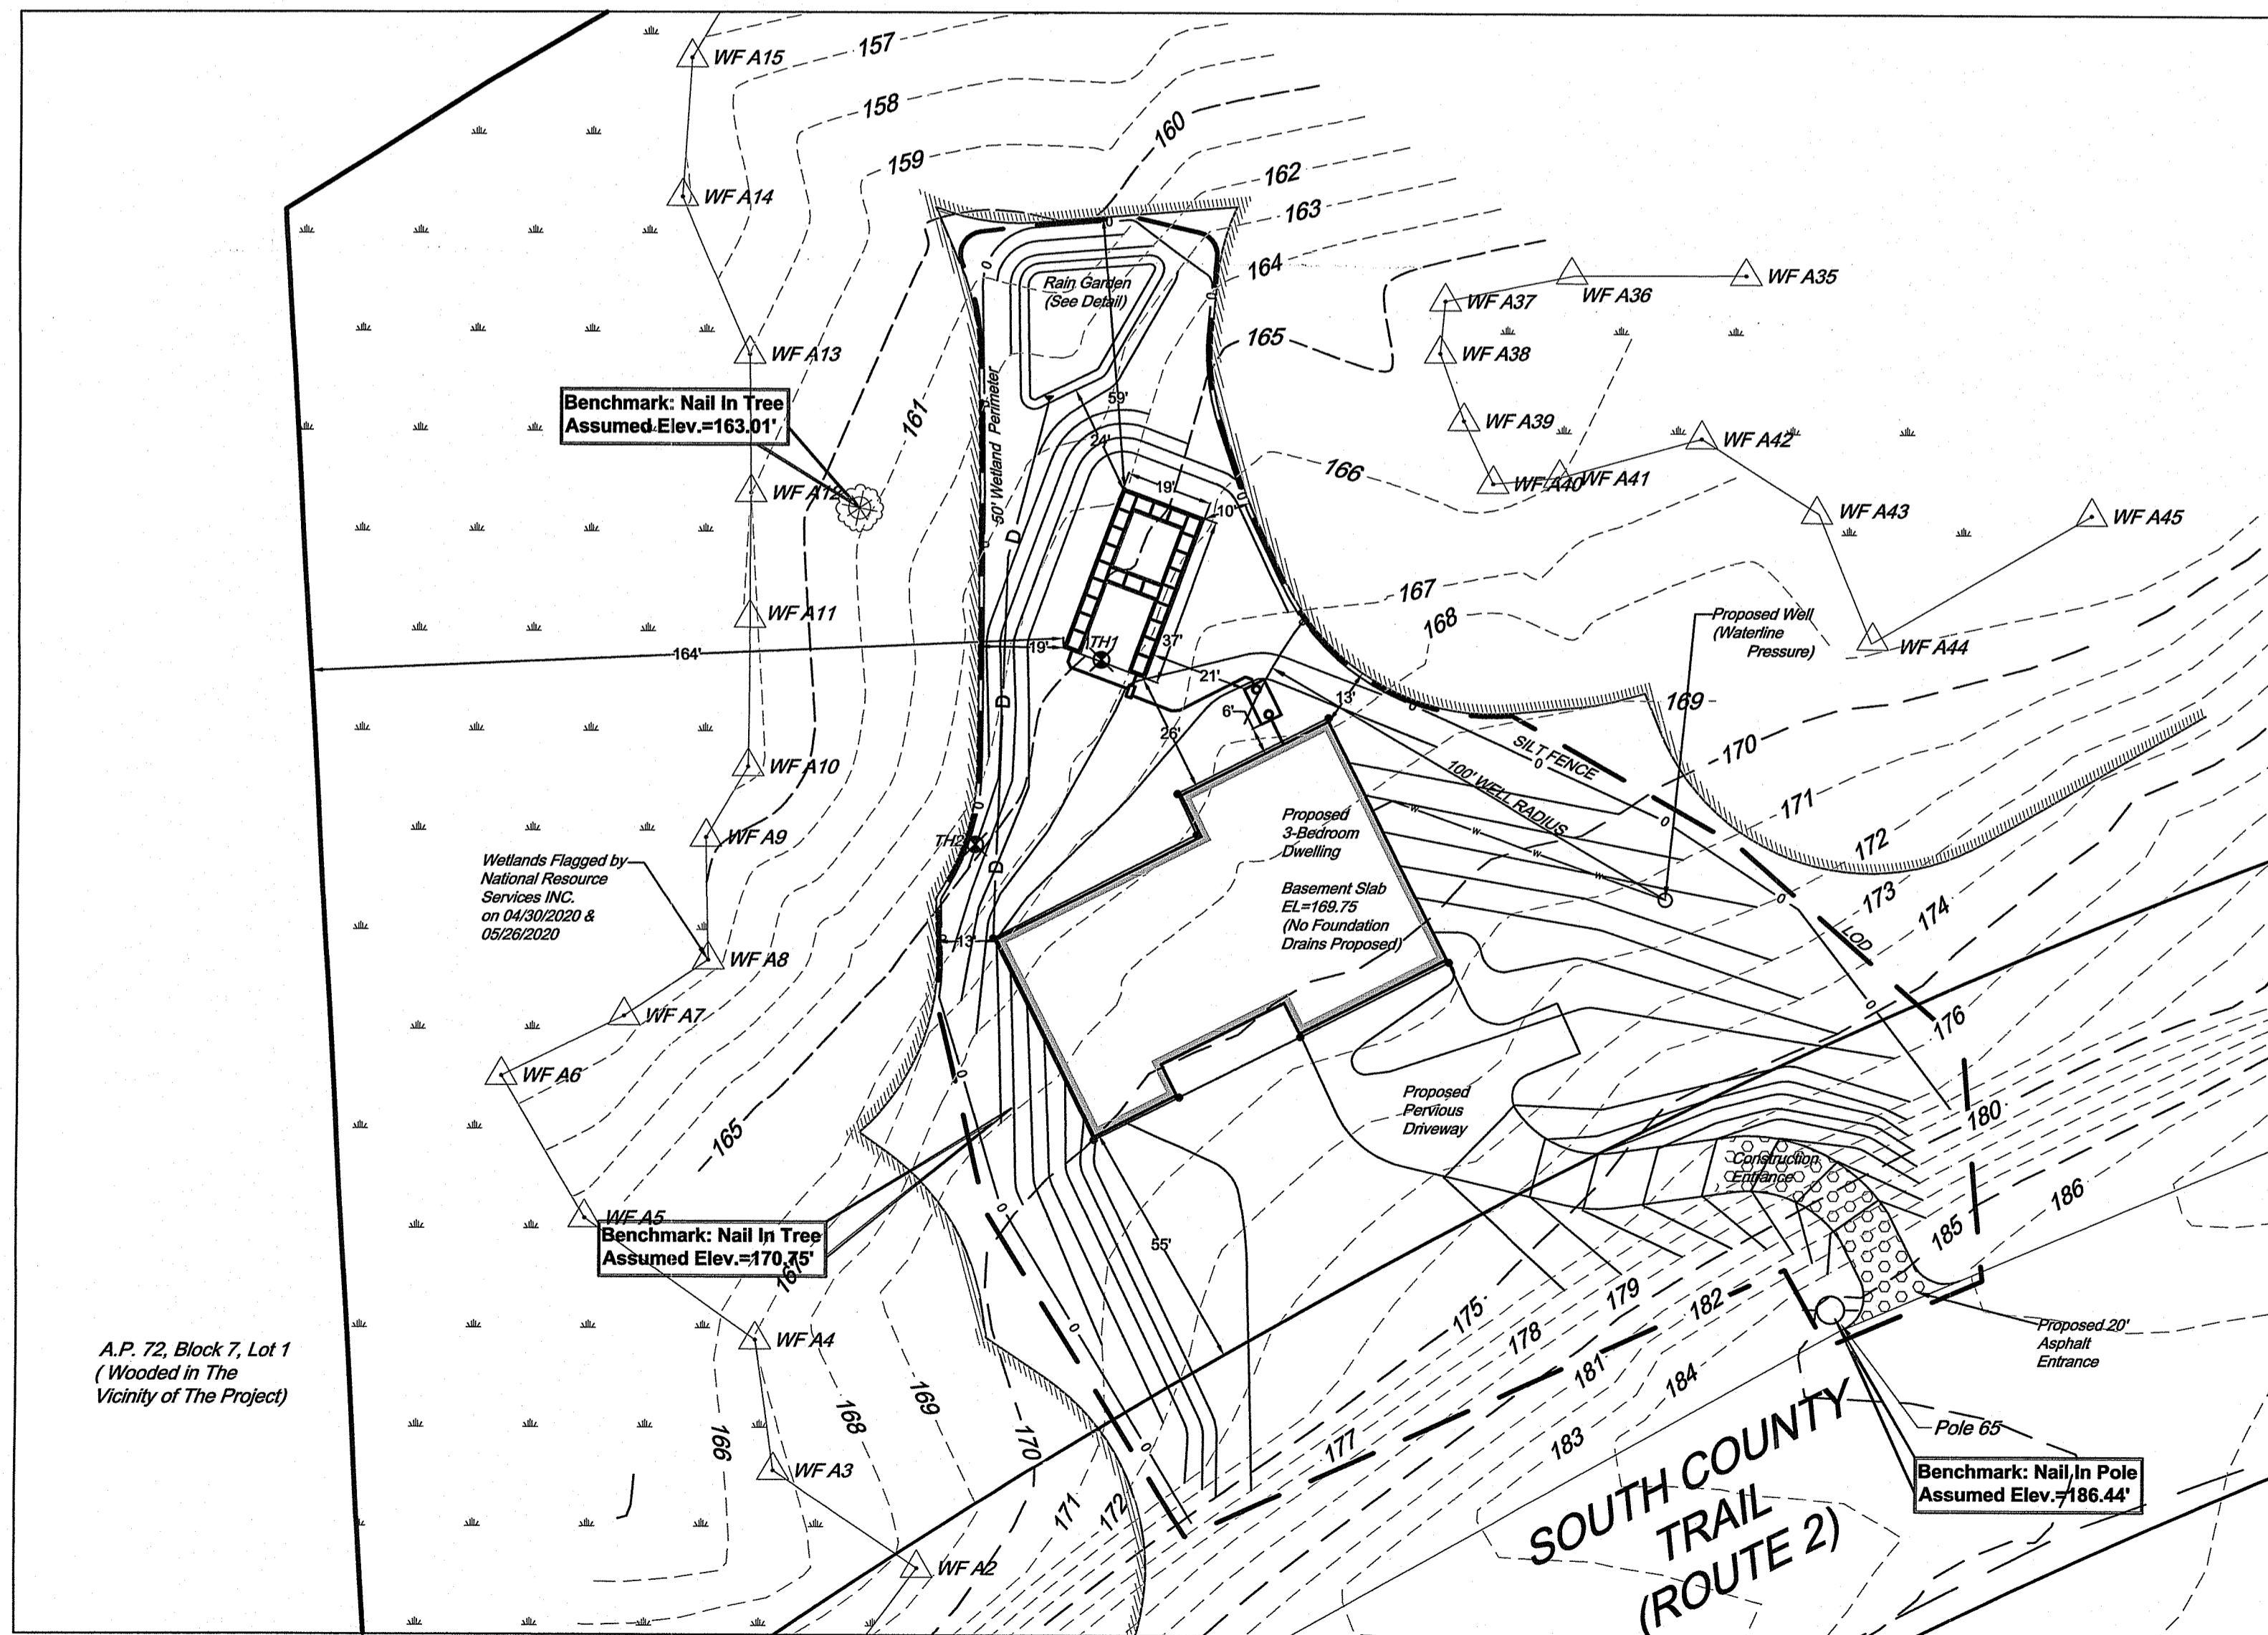 WF A15
157
158
160
159
WF A14
162
163
164
WF A35
WF A36
WF A37
Rain Garden
(See Detail)
165
WF A13
WF A38
Benchmark: Nail In Tree
Assumed Elev.=163.01'
161
50' Wetland Perimeter
59'
WF A39
24'
WF A42
166
WF A12
19'
WF A40
WF A41
10'
WF A43
WF A45
D
167
WF A11
168
Proposed Well
(Waterline
Pressure)
TH1
37'
WF A44
164'
19'
21'
13'
169
6'
D
26'
SILT FENCE
170
WF A10
100' WELL RADIUS
171
Proposed
3-Bedroom
Dwelling
WF A9
TH2
172
Wetlands Flagged by
National Resource
Services INC.
on 04/30/2020 &
05/26/2020
D
173
174
Basement Slab
EL=169.75
(No Foundation
Drains Proposed)
LOD
13'
WF A8
WF A7
176
WF A6
Proposed
Pervious
Driveway
180
165
Construction
Entrance
186
WF A5
185
Benchmark: Nail In Tree
Assumed Elev.=170.75'
167
55'
175
179
182
178
181
184
183
177
WF A4
Proposed 20'
Asphalt
Entrance
A.P. 72, Block 7, Lot 1
( Wooded in The
Vicinity of The Project)
166
168
169
170
WF A3
171
172
Pole 65
Benchmark: Nail In Pole
Assumed Elev.=186.44'
SOUTH COUNTY
TRAIL
(ROUTE 2)
WF A2